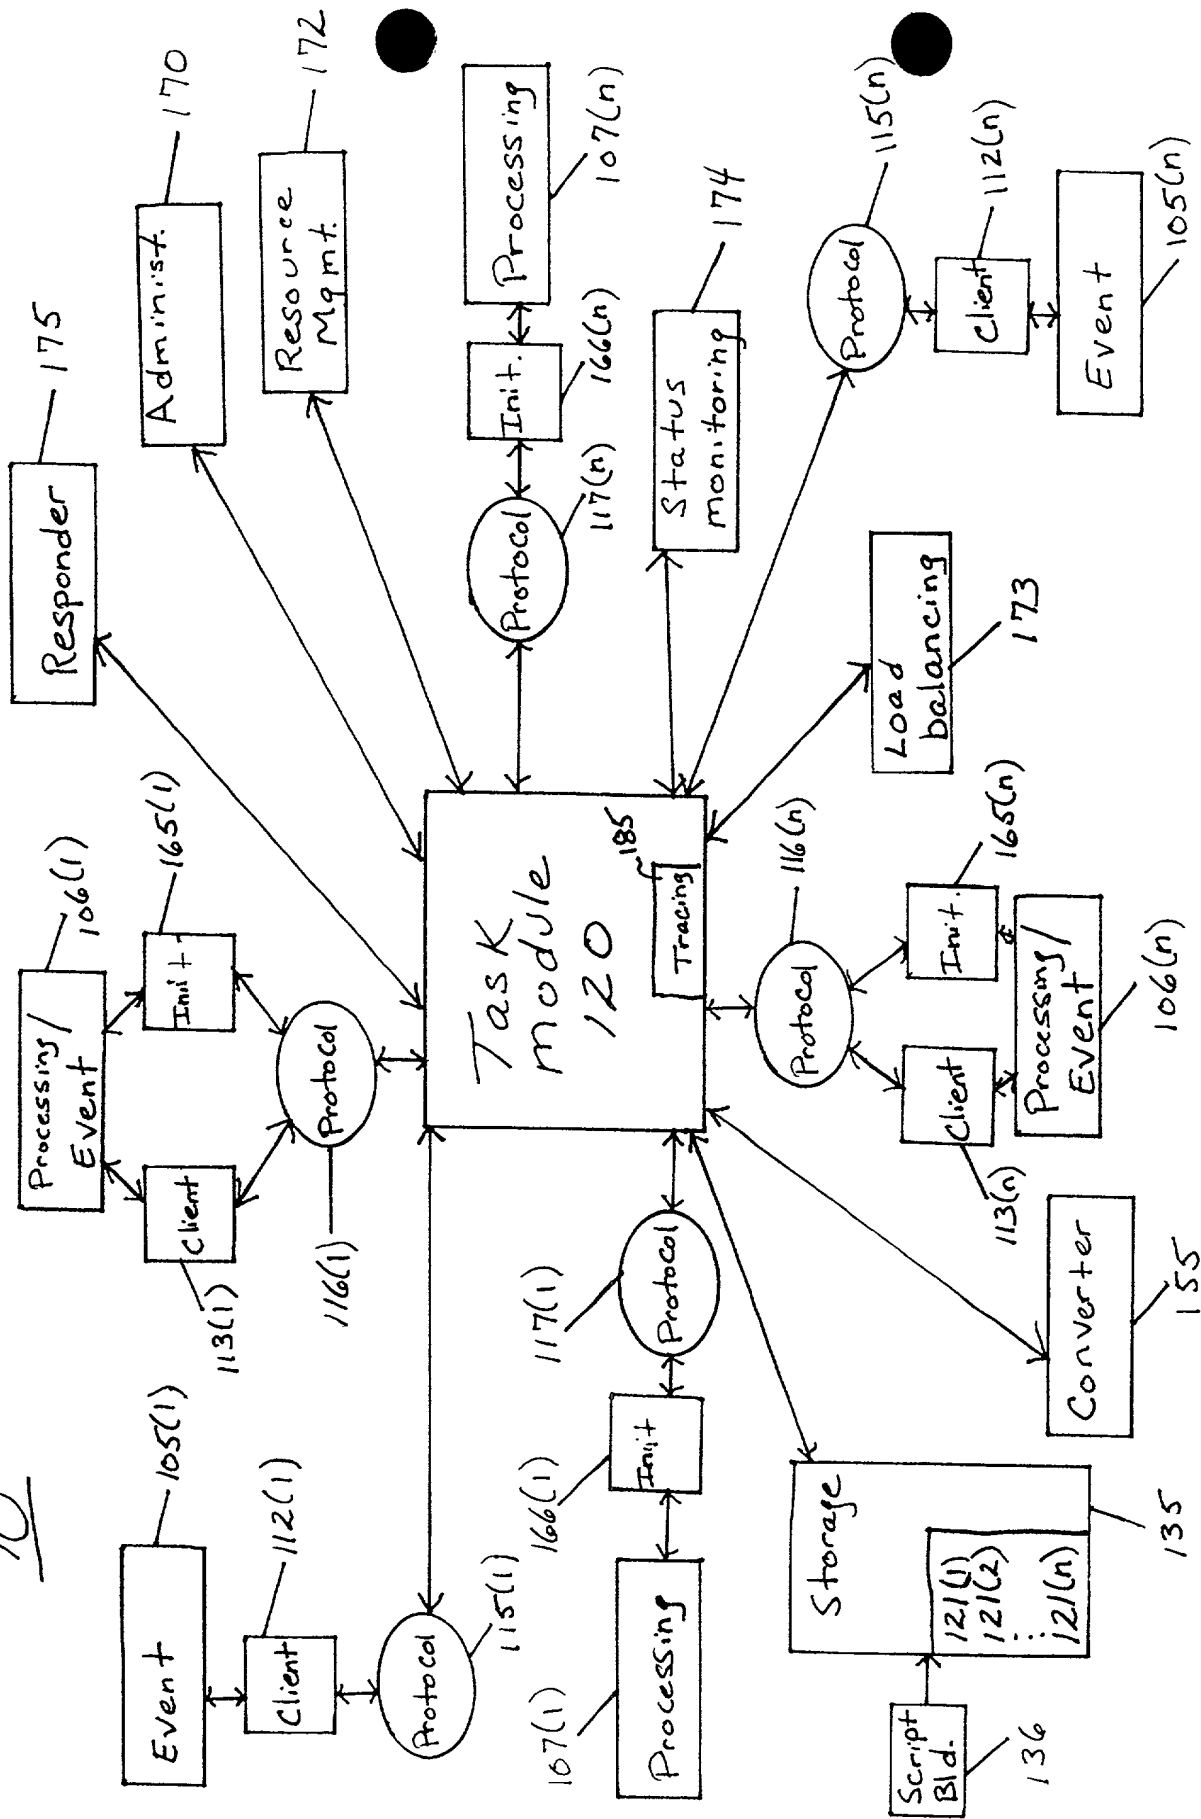 10
Event
105(1)
Client
112(1)
Protocol
115(1)
Processing/
Event
106(1)
Client
113(1)
Init.
165(1)
Protocol
116(1)
Responder
175
Administ.
170
Resource
Mgmt.
172
107(1)
Processing
166(1)
Init
117(1)
Protocol
Task
module
120
Tracing
185
Protocol
117(n)
Init.
166(n)
Processing
107(n)
Status
monitoring
174
Storage
121(1)
121(2)
⋮
121(n)
135
Script
Bld.
136
Converter
155
Protocol
116(n)
Client
113(n)
Init.
165(n)
Processing/
Event
106(n)
Load
balancing
173
Protocol
115(n)
Client
112(n)
Event
105(n)